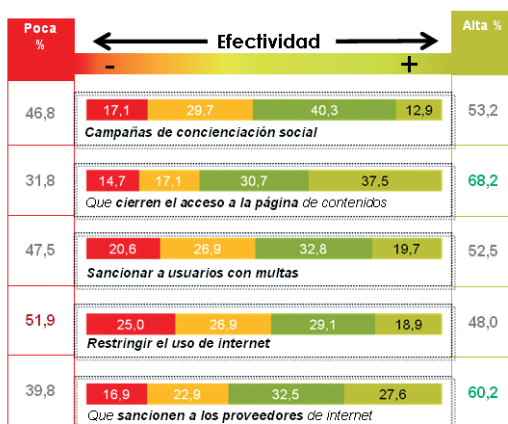 Poca % Efectividad Alta %
- +
46,8 17,1 29,7 40,3 12,9 53,2
Campañas de concienciación social
31,8 14,7 17,1 30,7 37,5 68,2
Que cierren el acceso a la página de contenidos
47,5 20,6 26,9 32,8 19,7 52,5
Sancionar a usuarios con multas
51,9 25,0 26,9 29,1 18,9 48,0
Restringir el uso de internet
39,8 16,9 22,9 32,5 27,6 60,2
Que sancionen a los proveedores de internet